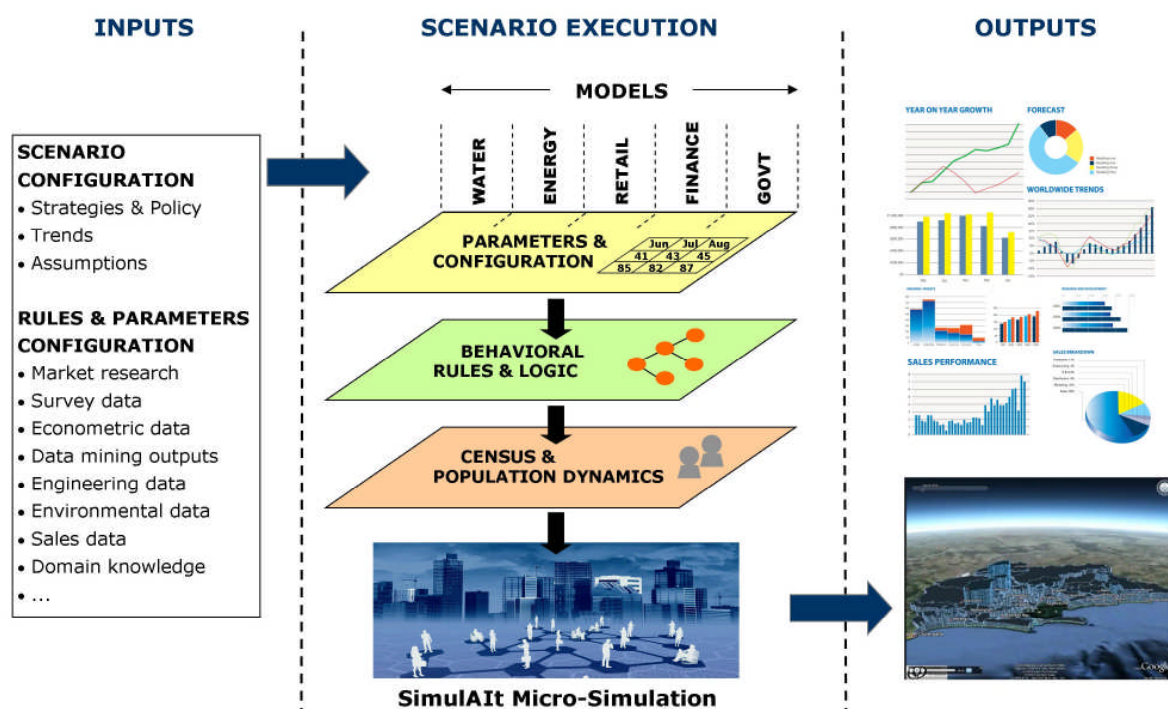 INPUTS
SCENARIO EXECUTION
OUTPUTS
SCENARIO
CONFIGURATION
• Strategies & Policy
• Trends
• Assumptions
RULES & PARAMETERS
CONFIGURATION
• Market research
• Survey data
• Econometric data
• Data mining outputs
• Engineering data
• Environmental data
• Sales data
• Domain knowledge
• ...
MODELS
WATER
ENERGY
RETAIL
FINANCE
GOVT
PARAMETERS &
CONFIGURATION
Jun Jul Aug
41 43 45
85 82 87
BEHAVIORAL
RULES & LOGIC
CENSUS &
POPULATION DYNAMICS
SimulAIt Micro-Simulation
YEAR ON YEAR GROWTH
FORECAST
WORLDWIDE TRENDS
SALES PERFORMANCE
SALES BREAKDOWN
Google